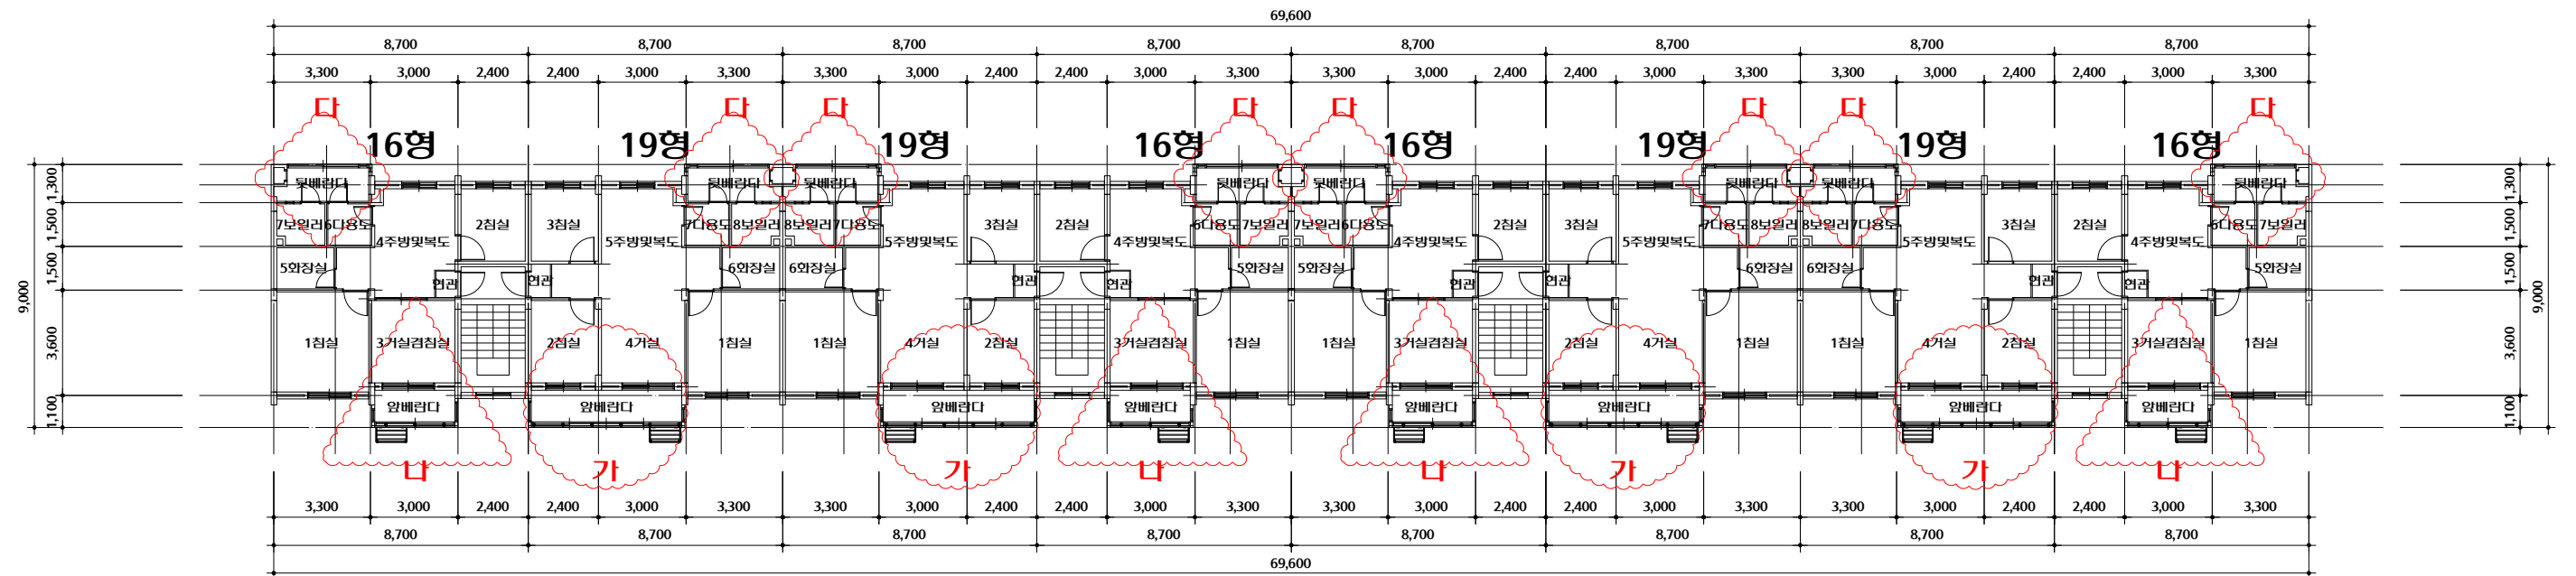 69,600
8,700 8,700 8,700 8,700 8,700 8,700 8,700 8,700
3,300 3,000 2,400 2,400 3,000 3,300 3,300 3,000 2,400 2,400 3,000 3,300 3,300 3,000 2,400 2,400 3,000 3,300 3,300 3,000 2,400 2,400 3,000 3,300
다 다 다 다 다 다 다 다
16형 19형 19형 16형 16형 19형 19형 16형
뒷베란다 뒷베란다 뒷베란다 뒷베란다 뒷베란다 뒷베란다 뒷베란다 뒷베란다
7보일러 6다용도 2침실 3침실 7다용도 8보일러 8보일러 7다용도 3침실 2침실 6다용도 7보일러 7보일러 6다용도 2침실 3침실 7다용도 8보일러 8보일러 7다용도 3침실 2침실 6다용도 7보일러
4주방및복도 5주방및복도 5주방및복도 4주방및복도 4주방및복도 5주방및복도 5주방및복도 4주방및복도
5화장실 6화장실 6화장실 5화장실 5화장실 6화장실 6화장실 5화장실
현관 현관 현관 현관 현관 현관 현관 현관
1침실 3거실겸침실 2침실 4거실 1침실 1침실 4거실 2침실 3거실겸침실 1침실 1침실 3거실겸침실 2침실 4거실 1침실 1침실 4거실 2침실 3거실겸침실 1침실
앞베란다 앞베란다 앞베란다 앞베란다 앞베란다 앞베란다 앞베란다 앞베란다
나 가 가 나 나 가 가 나
9,000
1,300
1,500
1,500
3,600
1,100
1,300
1,500
1,500
3,600
1,100
9,000
3,300 3,000 2,400 2,400 3,000 3,300 3,300 3,000 2,400 2,400 3,000 3,300 3,300 3,000 2,400 2,400 3,000 3,300 3,300 3,000 2,400 2,400 3,000 3,300
8,700 8,700 8,700 8,700 8,700 8,700 8,700 8,700
69,600